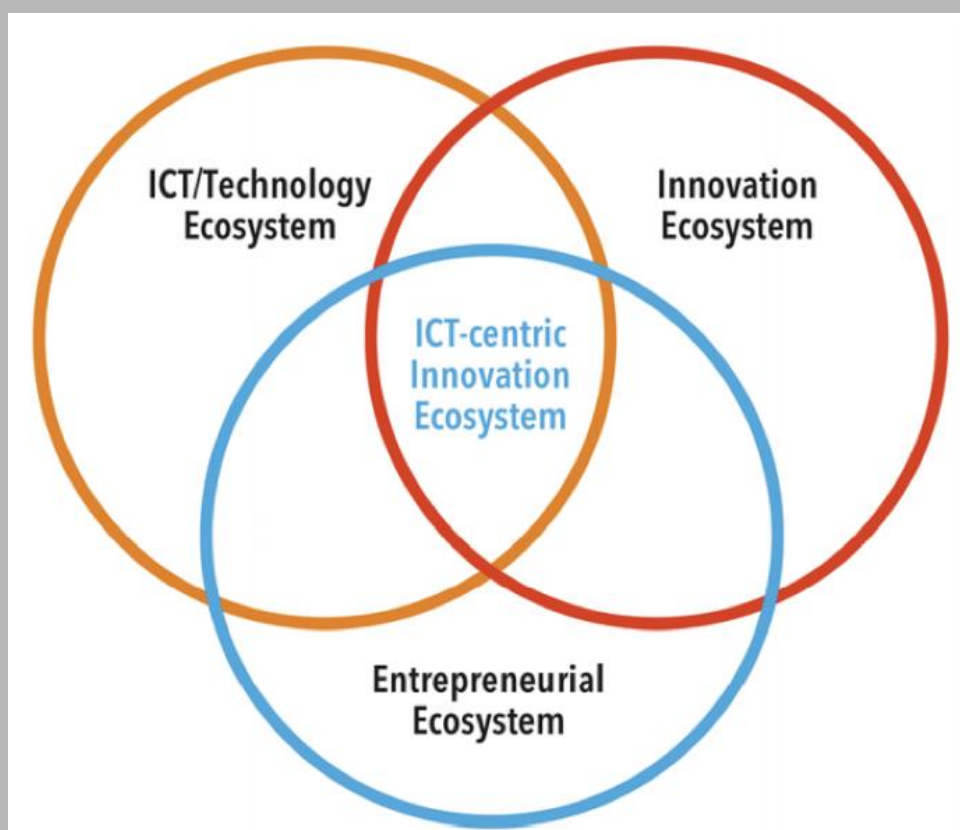 ICT/Technology
Ecosystem
Innovation
Ecosystem
ICT-centric
Innovation
Ecosystem
Entrepreneurial
Ecosystem